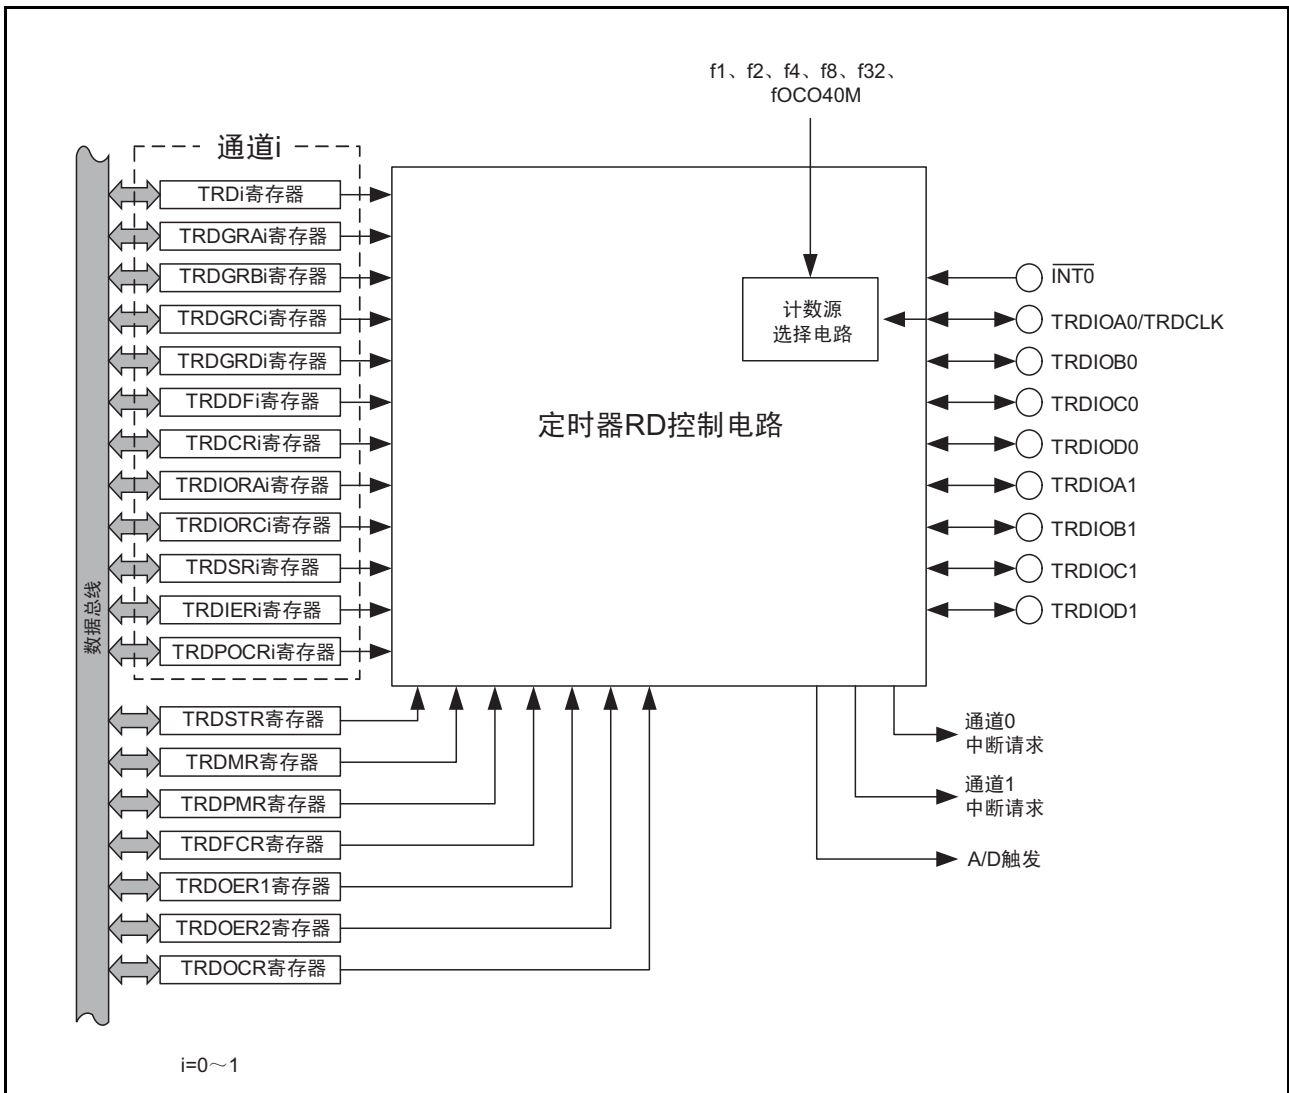 f1、f2、f4、f8、f32、
fOCO40M
通道i
TRDi寄存器
TRDGRAi寄存器
TRDGRBi寄存器
TRDGRCi寄存器
TRDGRDi寄存器
TRDDFi寄存器
TRDCRi寄存器
TRDIORAi寄存器
TRDIORCi寄存器
TRDSRi寄存器
TRDIERi寄存器
TRDPOCRi寄存器
数据总线
TRDSTR寄存器
TRDMR寄存器
TRDPMR寄存器
TRDFCR寄存器
TRDOER1寄存器
TRDOER2寄存器
TRDOCR寄存器
计数源
选择电路
定时器RD控制电路
INT0
TRDIOA0/TRDCLK
TRDIOB0
TRDIOC0
TRDIOD0
TRDIOA1
TRDIOB1
TRDIOC1
TRDIOD1
通道0
中断请求
通道1
中断请求
A/D触发
i=0～1